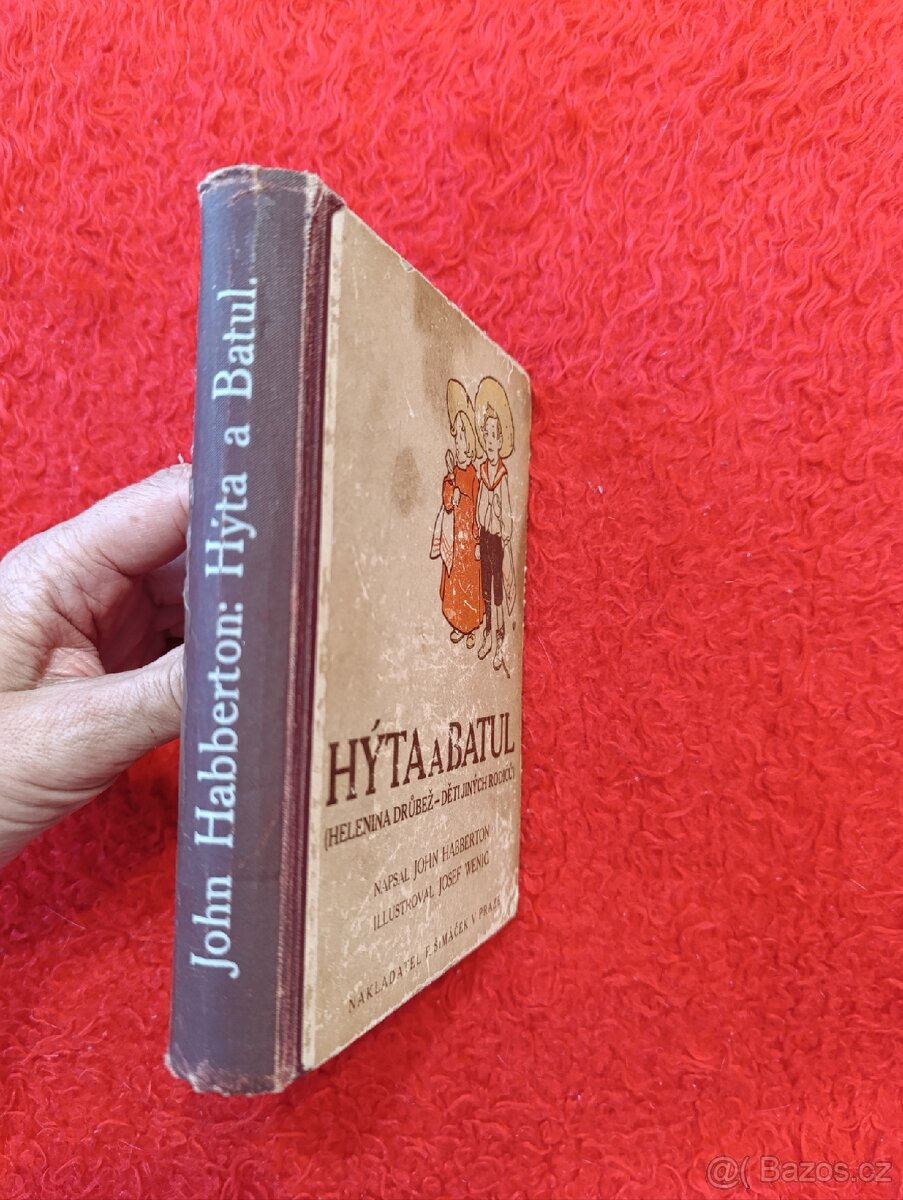 John Habberton: Hýta a Batul.
HÝTA A BATUL
(HELENINA DRŮBEŽ - DĚTI JINÝCH RODIČŮ)
NAPSAL JOHN HABBERTON
ILLUSTROVAL JOSEF WENIG
NAKLADATEL F. ŠIMÁČEK V PRAZE
@( Bazos.cz